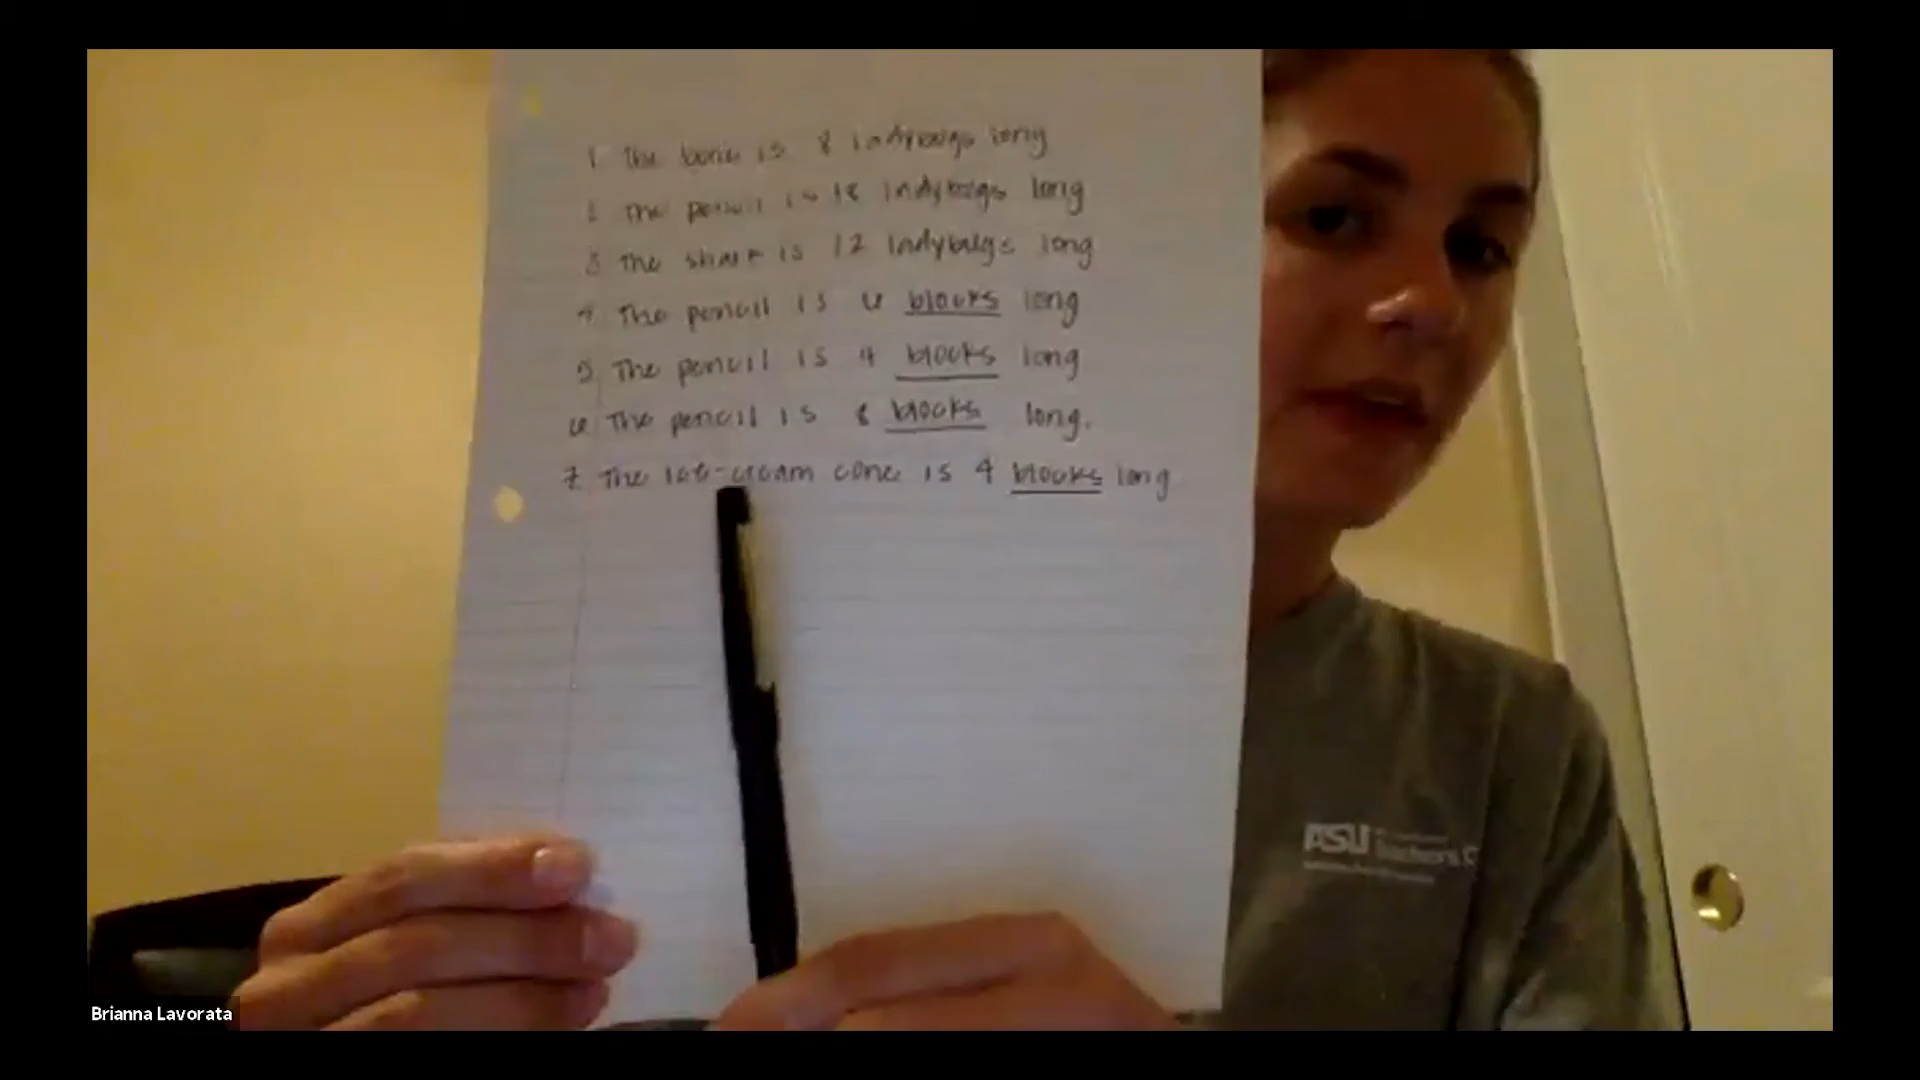 1. The bone is 8 ladybugs long
2. The pencil is 18 ladybugs long
3 The shark is 12 ladybugs long
4 The pencil is 6 blocks long
5. The pencil is 4 blocks long
6 The pencil is 8 blocks long.
7. The ice-cream cone is 4 blocks long
ASU
Teachers C
Brianna Lavorata